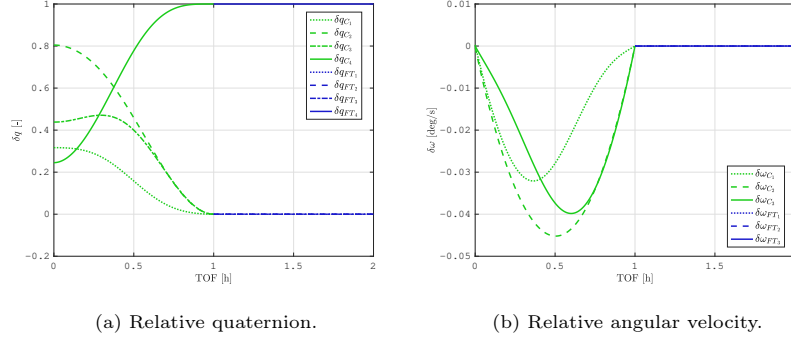 1
0.8
0.6
0.4
0.2
0
-0.2
δq [-]
0
0.5
1
1.5
2
TOF [h]
δq_{C_1}
δq_{C_2}
δq_{C_3}
δq_{C_4}
δq_{FT_1}
δq_{FT_2}
δq_{FT_3}
δq_{FT_4}
(a) Relative quaternion.
0.01
0
-0.01
-0.02
-0.03
-0.04
-0.05
δω [deg/s]
0
0.5
1
1.5
TOF [h]
δω_{C_1}
δω_{C_2}
δω_{C_3}
δω_{FT_1}
δω_{FT_2}
δω_{FT_3}
(b) Relative angular velocity.